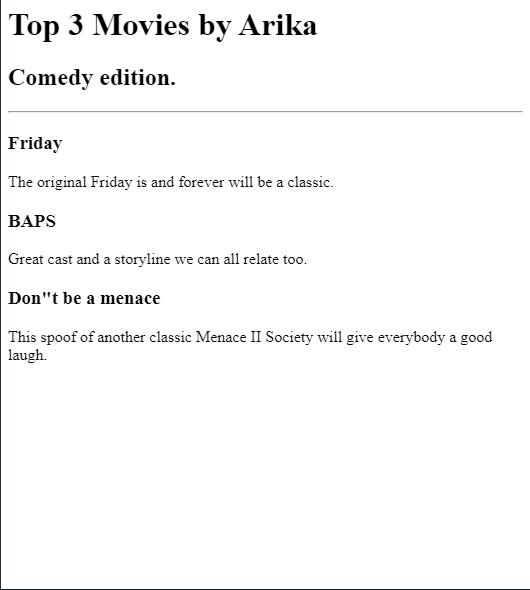 Top 3 Movies by Arika
Comedy edition.
Friday
The original Friday is and forever will be a classic.
BAPS
Great cast and a storyline we can all relate too.
Don"t be a menace
This spoof of another classic Menace II Society will give everybody a good
laugh.